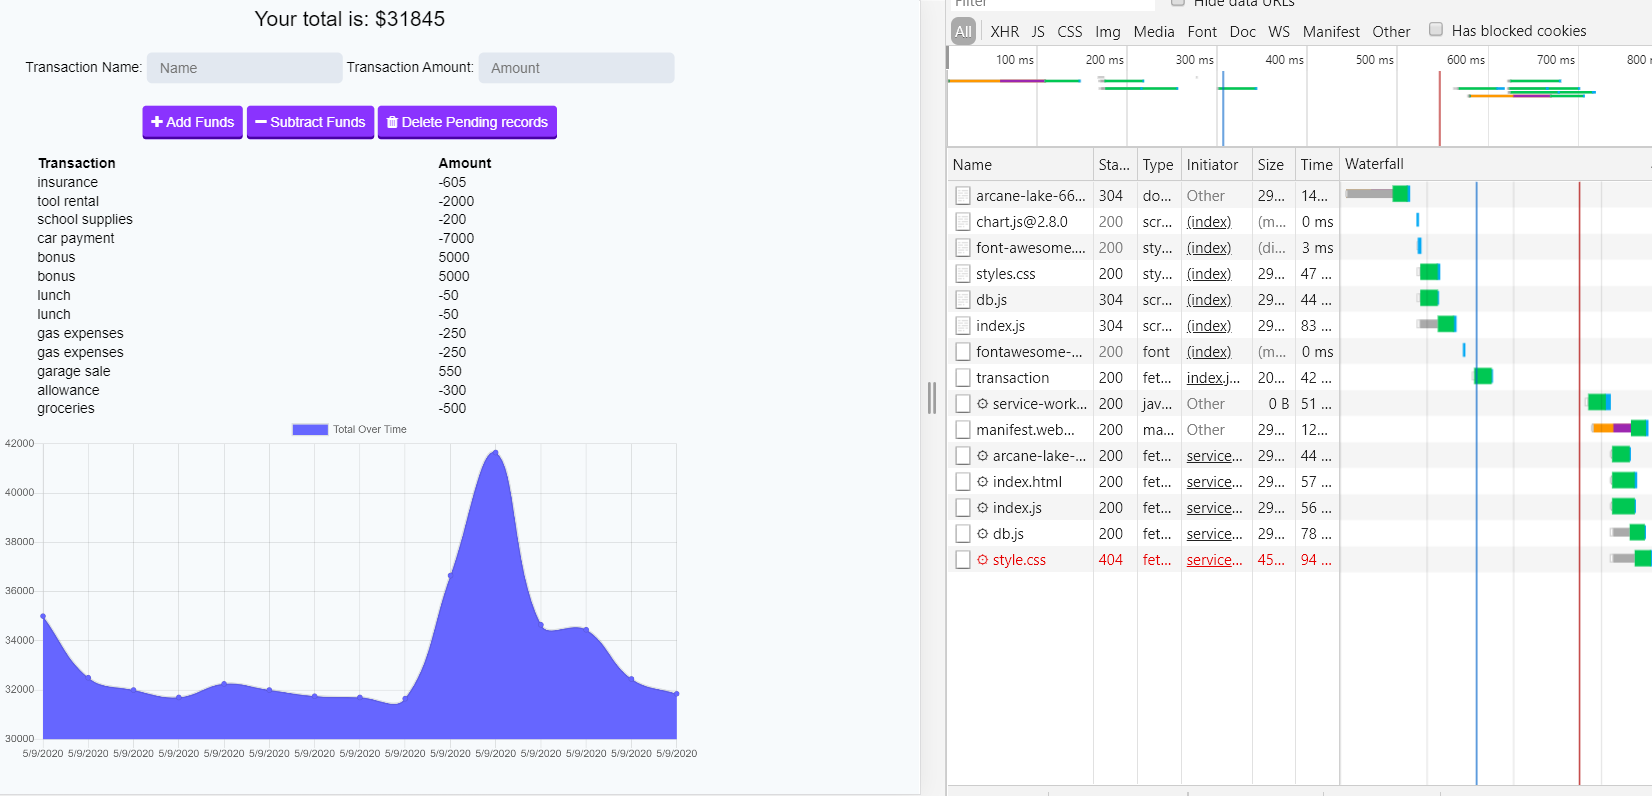 Your total is: $31845
Transaction Name: Name Transaction Amount: Amount
Add Funds Subtract Funds Delete Pending records
Transaction Amount
insurance -605
tool rental -2000
school supplies -200
car payment -7000
bonus 5000
bonus 5000
lunch -50
lunch -50
gas expenses -250
gas expenses -250
garage sale 550
allowance -300
groceries -500
Total Over Time
42000
40000
38000
36000
34000
32000
30000
5/9/2020 5/9/2020 5/9/2020 5/9/2020 5/9/2020 5/9/2020 5/9/2020 5/9/2020 5/9/2020 5/9/2020 5/9/2020 5/9/2020 5/9/2020 5/9/2020 5/9/2020
Filter Hide data URLs
All XHR JS CSS Img Media Font Doc WS Manifest Other Has blocked cookies
100 ms 200 ms 300 ms 400 ms 500 ms 600 ms 700 ms 800
Name Sta... Type Initiator Size Time Waterfall
arcane-lake-66... 304 do... Other 29... 14...
chart.js@2.8.0 200 scr... (index) (m... 0 ms
font-awesome.... 200 sty... (index) (di... 3 ms
styles.css 200 sty... (index) 29... 47 ...
db.js 304 scr... (index) 29... 44 ...
index.js 304 scr... (index) 29... 83 ...
fontawesome-... 200 font (index) (m... 0 ms
transaction 200 fet... index.j... 20... 42 ...
service-work... 200 jav... Other 0 B 51 ...
manifest.web... 200 ma... Other 29... 12...
arcane-lake-... 200 fet... service... 29... 44 ...
index.html 200 fet... service... 29... 57 ...
index.js 200 fet... service... 29... 56 ...
db.js 200 fet... service... 29... 78 ...
style.css 404 fet... service... 45... 94 ...